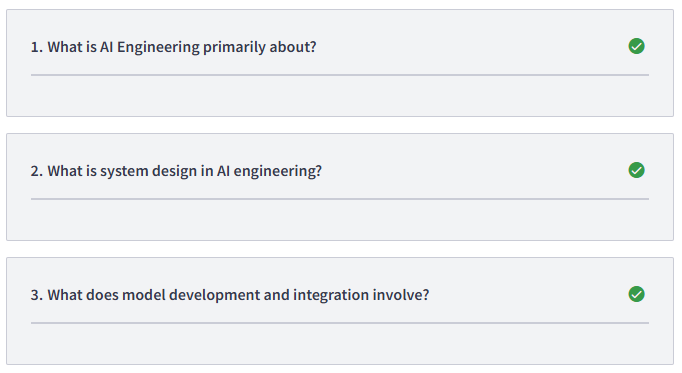 1. What is AI Engineering primarily about?
2. What is system design in AI engineering?
3. What does model development and integration involve?